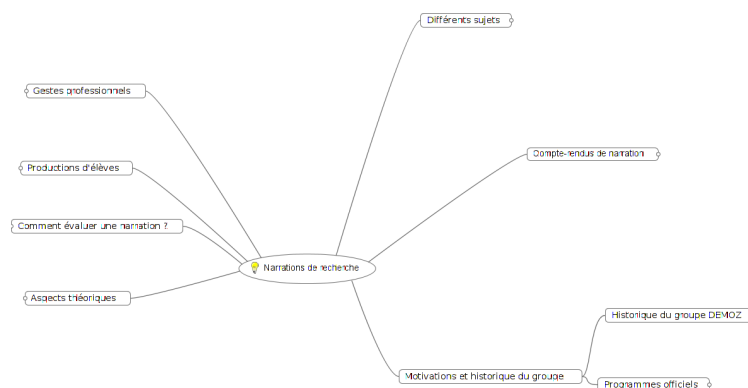 Différents sujets
Gestes professionnels
Compte-rendus de narration
Productions d'élèves
Comment évaluer une narration ?
Narrations de recherche
Aspects théoriques
Historique du groupe DEMOZ
Motivations et historique du groupe
Programmes officiels